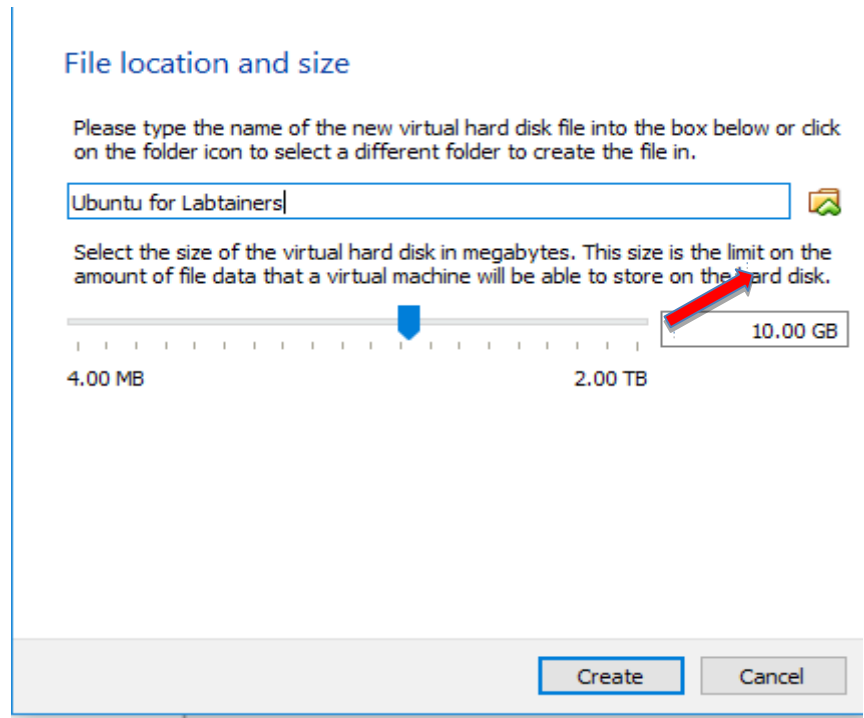 File location and size
Please type the name of the new virtual hard disk file into the box below or click
on the folder icon to select a different folder to create the file in.
Ubuntu for Labtainers
Select the size of the virtual hard disk in megabytes. This size is the limit on the
amount of file data that a virtual machine will be able to store on the hard disk.
10.00 GB
4.00 MB 2.00 TB
Create Cancel